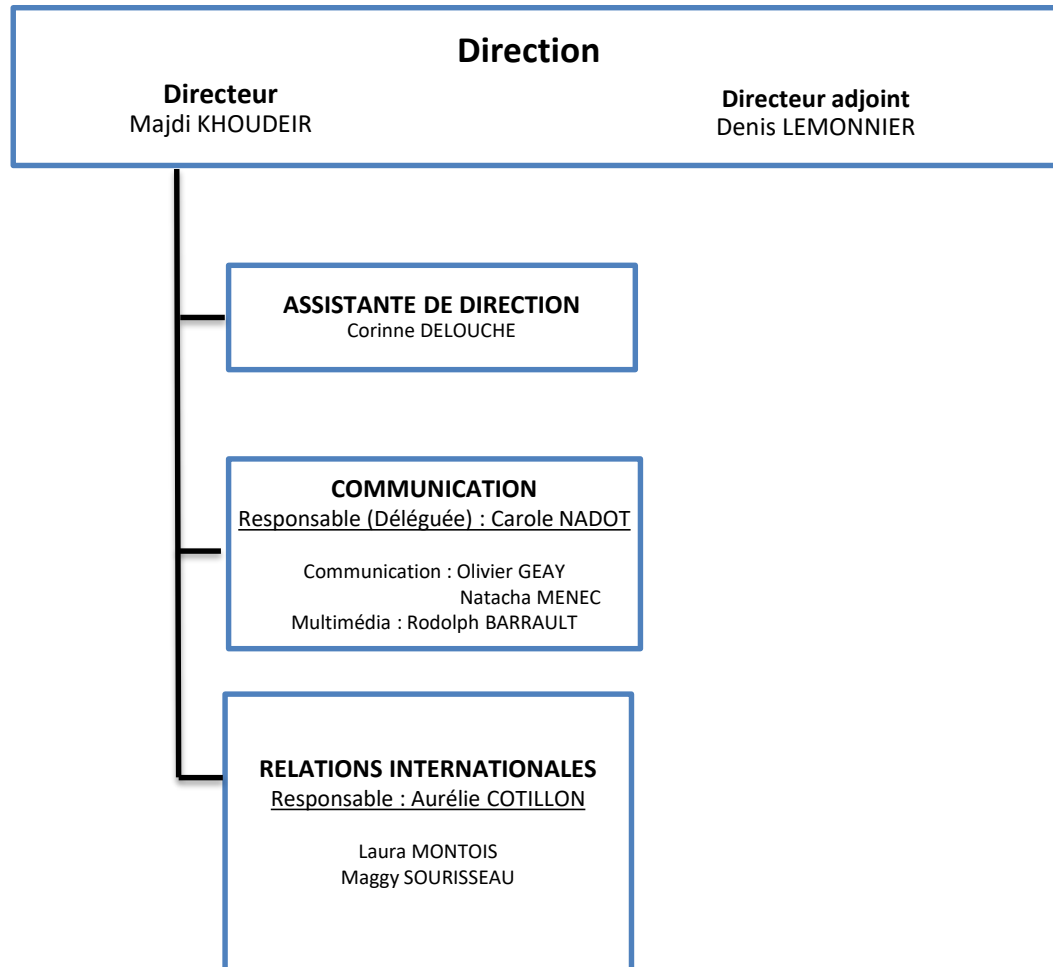 Direction
Directeur
Majdi KHOUDEIR
Directeur adjoint
Denis LEMONNIER
ASSISTANTE DE DIRECTION
Corinne DELOUCHE
COMMUNICATION
Responsable (Déléguée) : Carole NADOT
Communication : Olivier GEAY
Natacha MENEC
Multimédia : Rodolph BARRAULT
RELATIONS INTERNATIONALES
Responsable : Aurélie COTILLON
Laura MONTOIS
Maggy SOURISSEAU